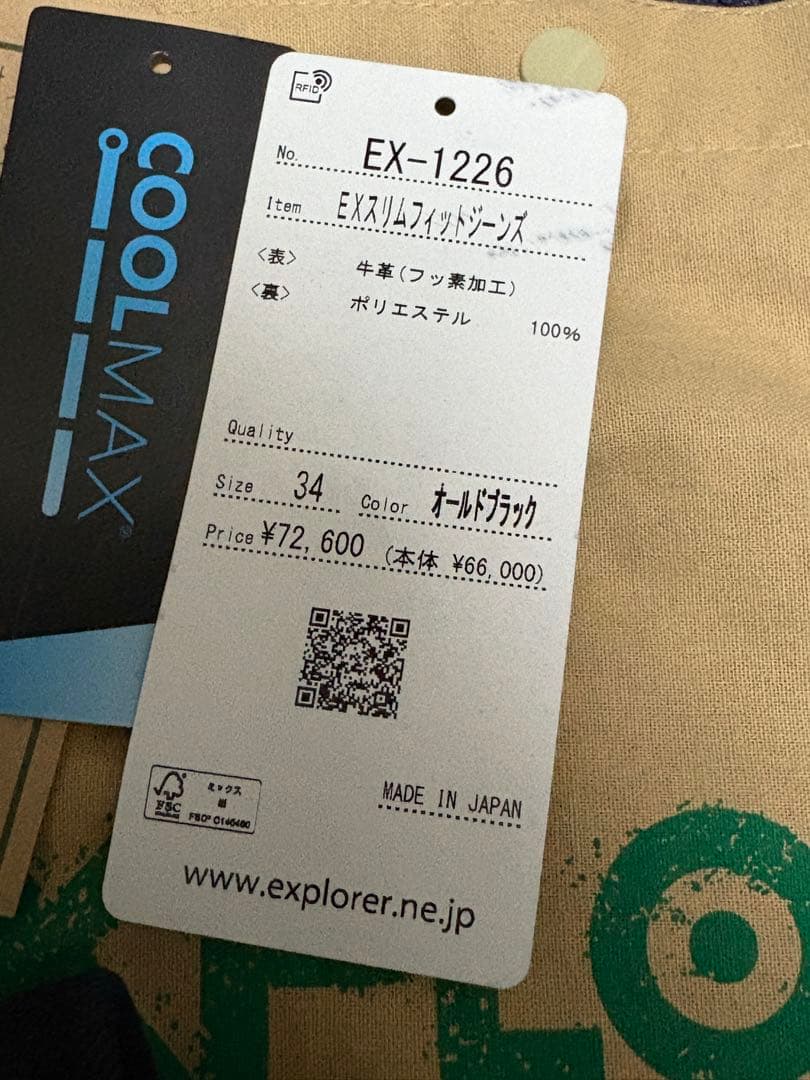 COOLMAX®
RFID
No. EX-1226
Item EXスリムフィットジーンズ
<表> 牛革(フッ素加工)
<裏> ポリエステル 100%
Quality
Size 34 Color オールドブラック
Price ¥72,600 (本体 ¥66,000)
FSC
ミックス
紙
MADE IN JAPAN
www.explorer.ne.jp
PLO